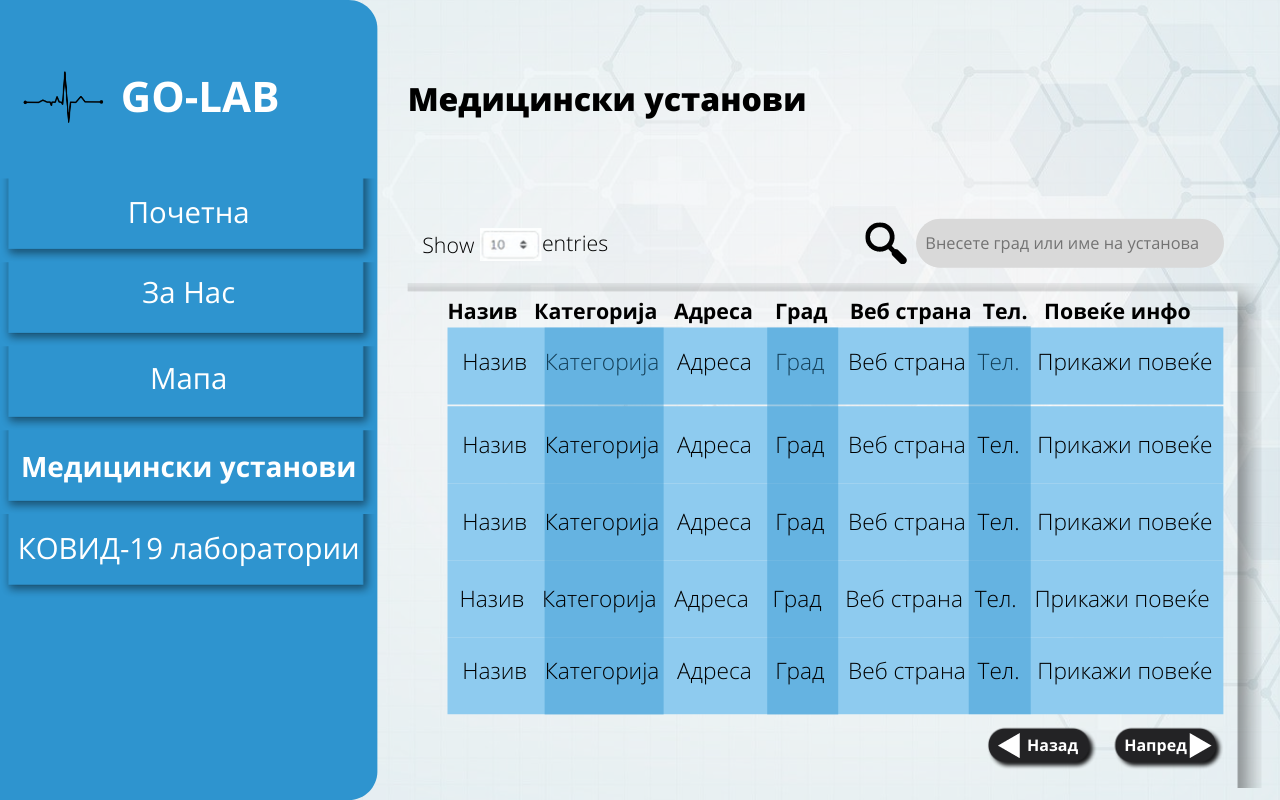 GO-LAB
Почетна
За Нас
Мапа
Медицински установи
КОВИД-19 лаборатории
Медицински установи
Show 10 entries
Внесете град или име на установа
Назив Категорија Адреса Град Веб страна Тел. Повеќе инфо
Назив Категорија Адреса Град Веб страна Тел. Прикажи повеќе
Назив Категорија Адреса Град Веб страна Тел. Прикажи повеќе
Назив Категорија Адреса Град Веб страна Тел. Прикажи повеќе
Назив Категорија Адреса Град Веб страна Тел. Прикажи повеќе
Назив Категорија Адреса Град Веб страна Тел. Прикажи повеќе
Назад Напред